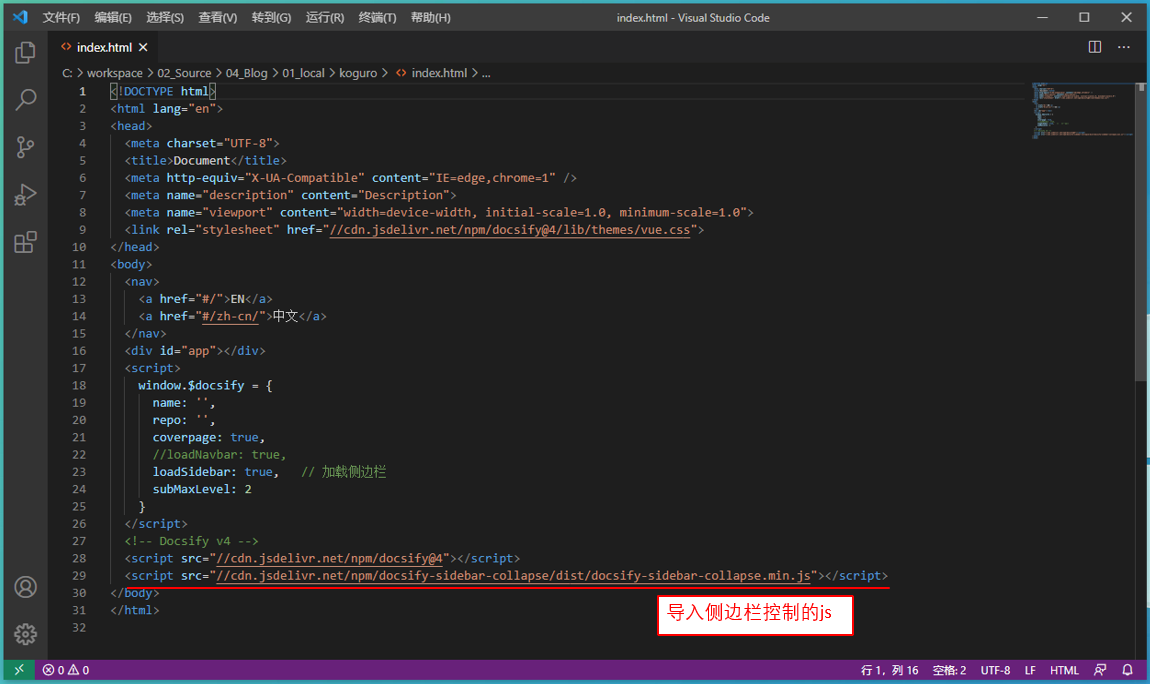 文件(F) 编辑(E) 选择(S) 查看(V) 转到(G) 运行(R) 终端(T) 帮助(H) index.html - Visual Studio Code
index.html
C: > workspace > 02_Source > 04_Blog > 01_local > koguro > index.html > ...
1 <!DOCTYPE html>
2 <html lang="en">
3 <head>
4 <meta charset="UTF-8">
5 <title>Document</title>
6 <meta http-equiv="X-UA-Compatible" content="IE=edge,chrome=1" />
7 <meta name="description" content="Description">
8 <meta name="viewport" content="width=device-width, initial-scale=1.0, minimum-scale=1.0">
9 <link rel="stylesheet" href="//cdn.jsdelivr.net/npm/docsify@4/lib/themes/vue.css">
10 </head>
11 <body>
12 <nav>
13 <a href="#/">EN</a>
14 <a href="#/zh-cn/">中文</a>
15 </nav>
16 <div id="app"></div>
17 <script>
18 window.$docsify = {
19 name: '',
20 repo: '',
21 coverpage: true,
22 //loadNavbar: true,
23 loadSidebar: true, // 加载侧边栏
24 subMaxLevel: 2
25 }
26 </script>
27 <!-- Docsify v4 -->
28 <script src="//cdn.jsdelivr.net/npm/docsify@4"></script>
29 <script src="//cdn.jsdelivr.net/npm/docsify-sidebar-collapse/dist/docsify-sidebar-collapse.min.js"></script>
30 </body>
31 </html>
32
导入侧边栏控制的js
0 0 行 1, 列 16 空格: 2 UTF-8 LF HTML